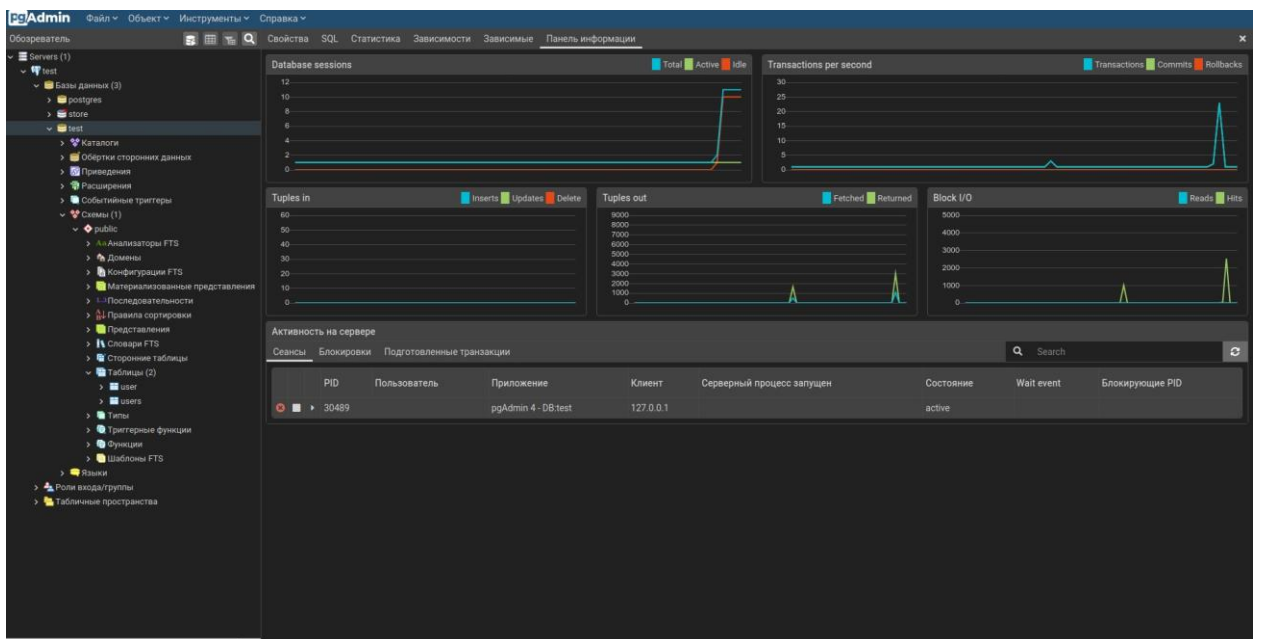 pgAdmin Файл Объект Инструменты Справка
Обозреватель
Свойства SQL Статистика Зависимости Зависимые Панель информации
Servers (1)
test
Базы данных (3)
postgres
store
test
Каталоги
Обёртки сторонних данных
Приведения
Расширения
Событийные триггеры
Схемы (1)
public
Анализаторы FTS
Домены
Конфигурации FTS
Материализованные представления
Последовательности
Правила сортировки
Представления
Словари FTS
Сторонние таблицы
Таблицы (2)
user
users
Типы
Триггерные функции
Функции
Шаблоны FTS
Языки
Роли входа/группы
Табличные пространства
Database sessions
Total Active Idle
12
10
8
6
4
2
0
Transactions per second
Transactions Commits Rollbacks
30
25
20
15
10
5
0
Tuples in
Inserts Updates Delete
60
50
40
30
20
10
0
Tuples out
Fetched Returned
9000
8000
7000
6000
5000
4000
3000
2000
1000
0
Block I/O
Reads Hits
5000
4000
3000
2000
1000
0
Активность на сервере
Сеансы Блокировки Подготовленные транзакции
Search
PID Пользователь Приложение Клиент Серверный процесс запущен Состояние Wait event Блокирующие PID
30489 pgAdmin 4 - DB:test 127.0.0.1 active